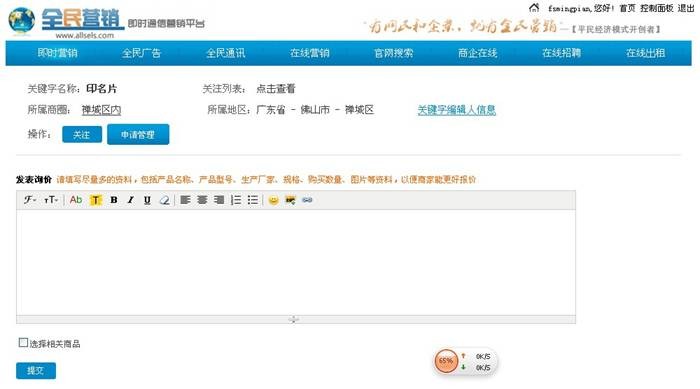 fsmingpian,您好! 首页 控制面板 退出
全民营销 即时通信营销平台
www.allsels.com
“有网民和企业，就有全民营销”—【平民经济模式开创者】
即时营销 全民广告 全民通讯 在线营销 官网搜索 商企在线 在线招聘 在线出租
关键字名称: 印名片 关注列表: 点击查看
所属商圈: 禅城区内 所属地区: 广东省 - 佛山市 - 禅城区 关键字编辑人信息
操作: 关注 申请管理
发表询价 请填写尽量多的资料，包括产品名称、产品型号、生产厂家、规格、购买数量、图片等资料，以便商家能更好报价
ℱ TT Ab T B I U
选择相关商品
提交
65% 0K/S
0K/S